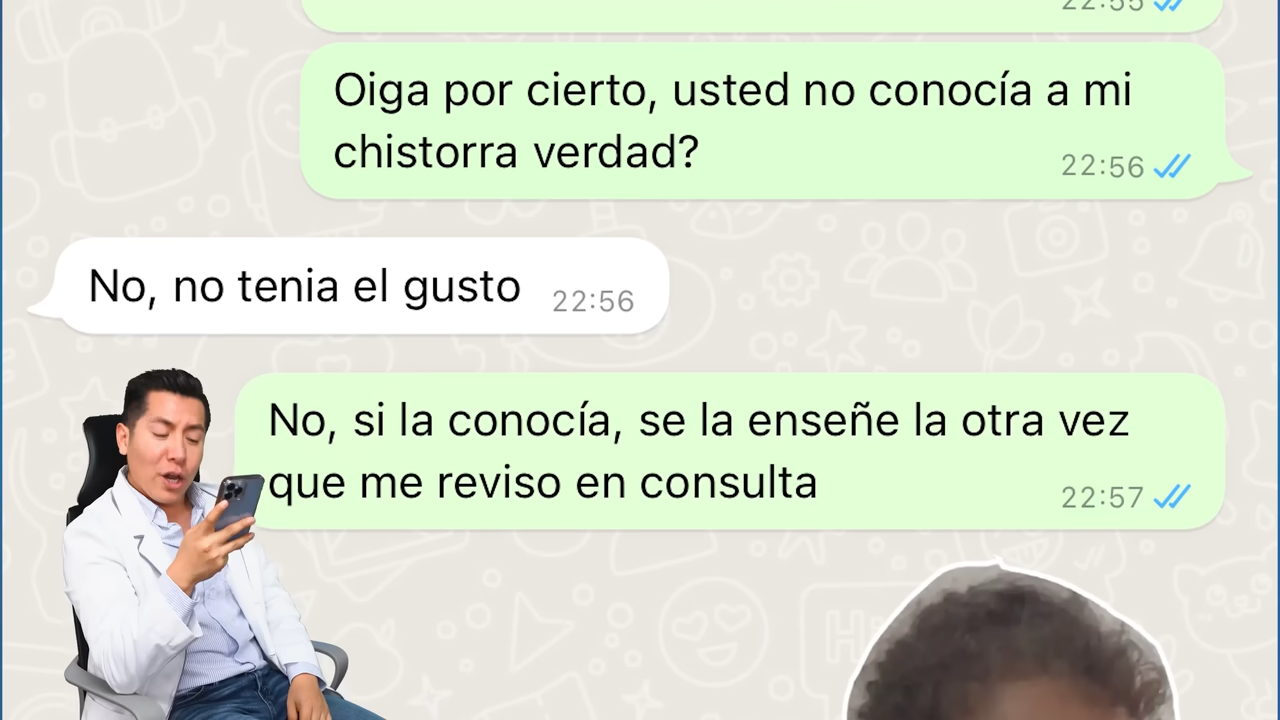 22:55
Oiga por cierto, usted no conocía a mi
chistorra verdad?
22:56
No, no tenia el gusto
22:56
No, si la conocía, se la enseñe la otra vez
que me reviso en consulta
22:57